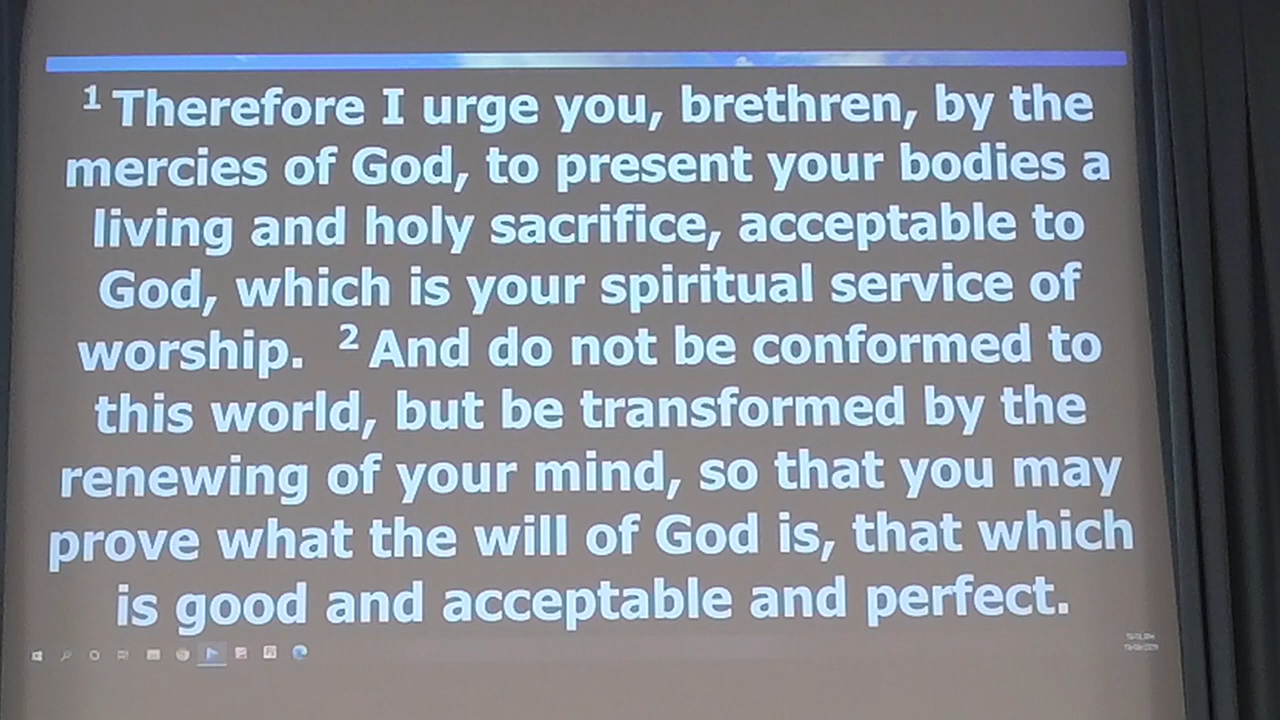 1 Therefore I urge you, brethren, by the
mercies of God, to present your bodies a
living and holy sacrifice, acceptable to
God, which is your spiritual service of
worship. 2 And do not be conformed to
this world, but be transformed by the
renewing of your mind, so that you may
prove what the will of God is, that which
is good and acceptable and perfect.